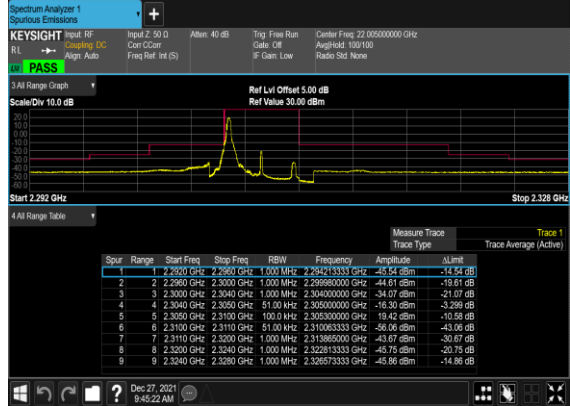 Spectrum Analyzer 1
Spurious Emissions
KEYSIGHT Input: RF Input Z: 50 Ω Atten: 40 dB Trig: Free Run Center Freq: 22.005000000 GHz
RL Coupling: DC Corr CCorr Gate: Off Avg|Hold: 100/100
Align: Auto Freq Ref: Int (S) IF Gain: Low Radio Std: None
PASS
3 All Range Graph
Ref Lvl Offset 5.00 dB
Scale/Div 10.0 dB Ref Value 30.00 dBm
20.0
10.0
0.00
-10.0
-20.0
-30.0
-40.0
-50.0
-60.0
Start 2.292 GHz Stop 2.328 GHz
4 All Range Table
Measure Trace Trace 1
Trace Type Trace Average (Active)
Spur Range Start Freq Stop Freq RBW Frequency Amplitude ΔLimit
1 1 2.2920 GHz 2.2960 GHz 1.000 MHz 2.294213333 GHz -45.54 dBm -14.54 dB
2 2 2.2960 GHz 2.3000 GHz 1.000 MHz 2.299980000 GHz -44.61 dBm -19.61 dB
3 3 2.3000 GHz 2.3040 GHz 1.000 MHz 2.304000000 GHz -34.07 dBm -21.07 dB
4 4 2.3040 GHz 2.3050 GHz 51.00 kHz 2.305000000 GHz -16.30 dBm -3.299 dB
5 5 2.3050 GHz 2.3100 GHz 100.0 kHz 2.305300000 GHz 19.42 dBm -10.58 dB
6 6 2.3100 GHz 2.3110 GHz 51.00 kHz 2.310063333 GHz -56.06 dBm -43.06 dB
7 7 2.3110 GHz 2.3200 GHz 1.000 MHz 2.313865000 GHz -43.67 dBm -30.67 dB
8 8 2.3200 GHz 2.3240 GHz 1.000 MHz 2.322813333 GHz -45.75 dBm -20.75 dB
9 9 2.3240 GHz 2.3280 GHz 1.000 MHz 2.326573333 GHz -45.86 dBm -14.86 dB
Dec 27, 2021
9:45:22 AM